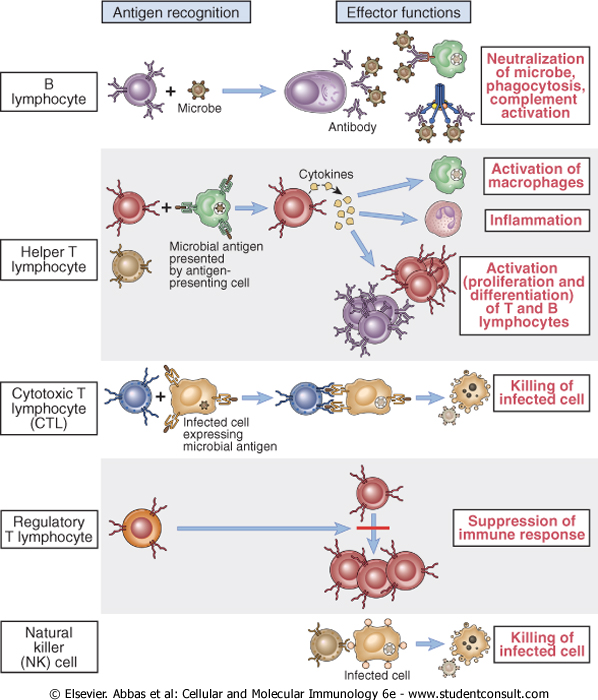 Antigen recognition
Effector functions
B
lymphocyte
+
Microbe
Antibody
Neutralization
of microbe,
phagocytosis,
complement
activation
Helper T
lymphocyte
+
Microbial antigen
presented
by antigen-
presenting cell
Cytokines
Activation of
macrophages
Inflammation
Activation
(proliferation and
differentiation)
of T and B
lymphocytes
Cytotoxic T
lymphocyte
(CTL)
+
Infected cell
expressing
microbial antigen
Killing of
infected cell
Regulatory
T lymphocyte
Suppression of
immune response
Natural
killer
(NK) cell
Infected cell
Killing of
infected cell
© Elsevier. Abbas et al: Cellular and Molecular Immunology 6e - www.studentconsult.com